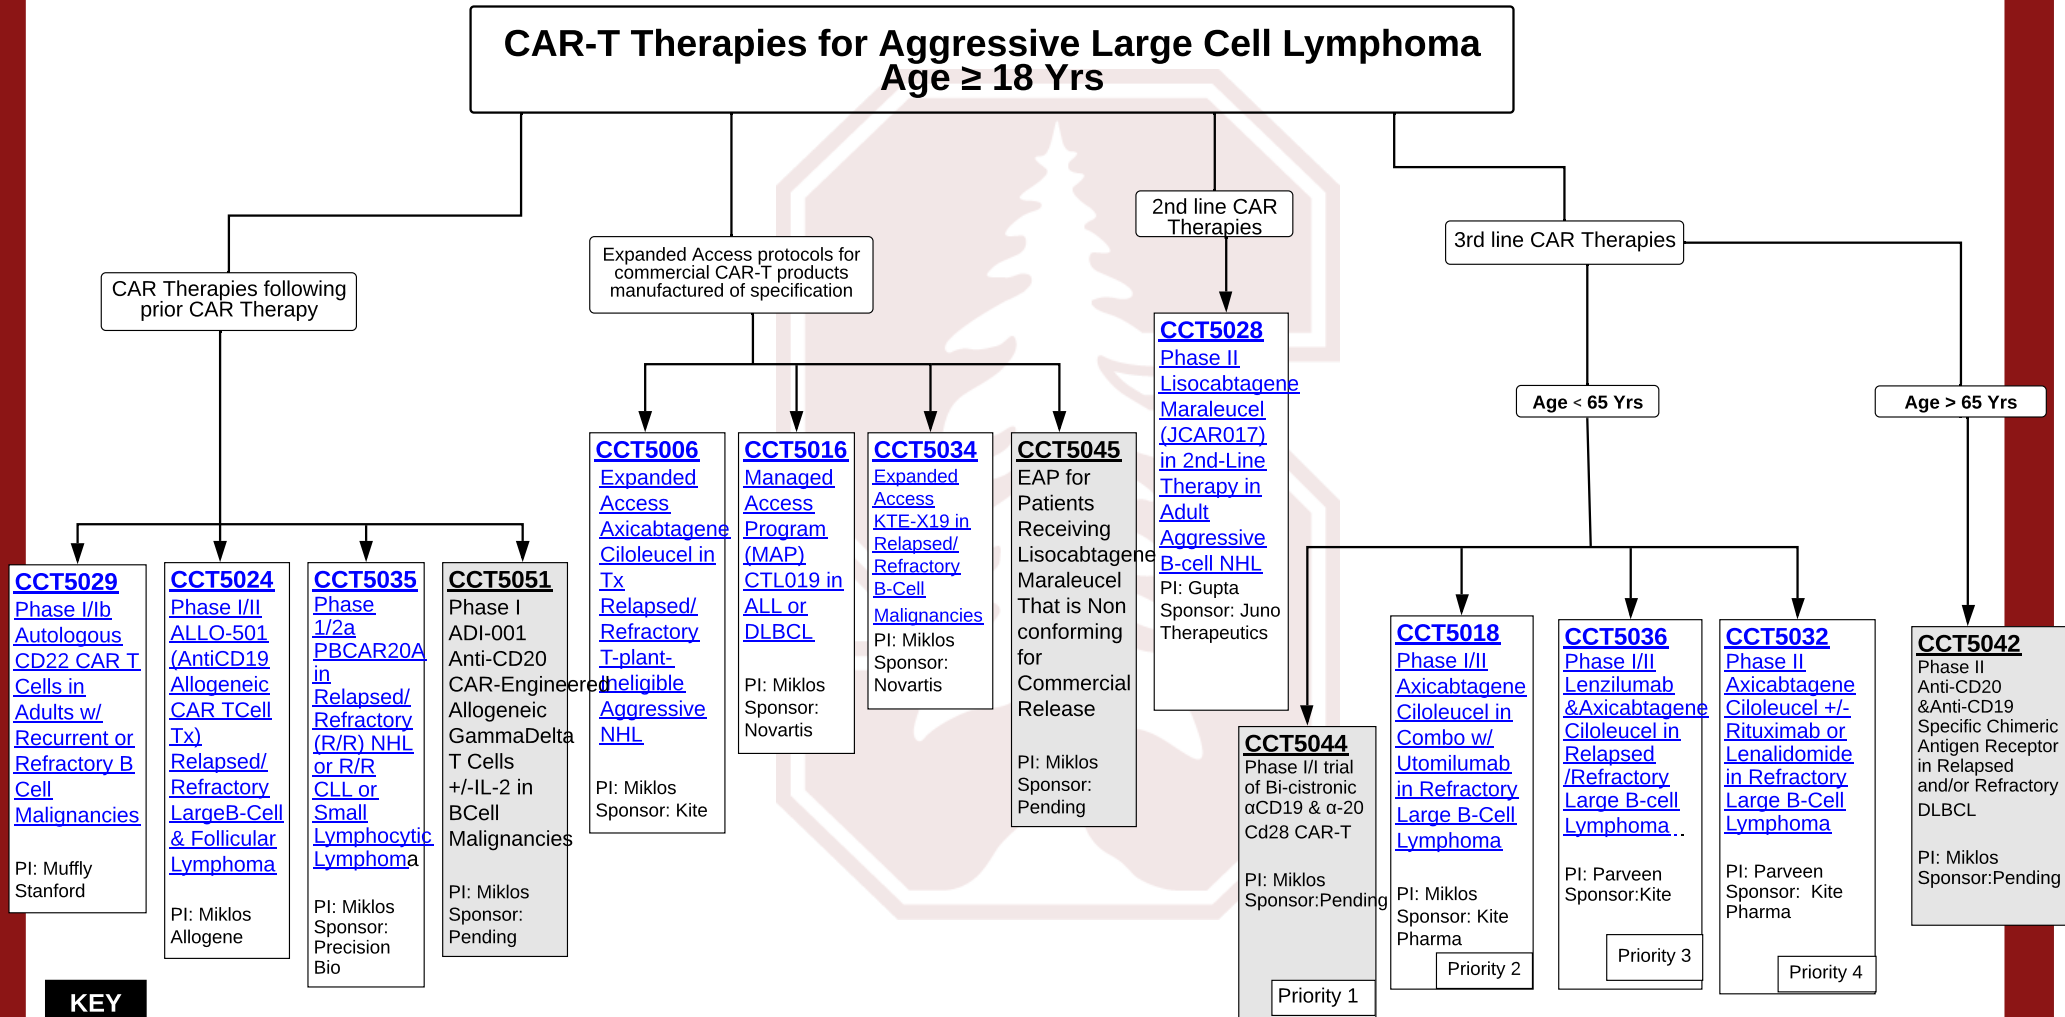 CAR-T Therapies for Aggressive Large Cell Lymphoma
Age ≥ 18 Yrs
CAR Therapies following
prior CAR Therapy
Expanded Access protocols for
commercial CAR-T products
manufactured of specification
2nd line CAR
Therapies
3rd line CAR Therapies
Age < 65 Yrs
Age > 65 Yrs
CCT5029
Phase I/Ib
Autologous
CD22 CAR T
Cells in
Adults w/
Recurrent or
Refractory B
Cell
Malignancies
PI: Muffly
Stanford
CCT5024
Phase I/II
ALLO-501
(AntiCD19
Allogeneic
CAR TCell
Tx)
Relapsed/
Refractory
LargeB-Cell
& Follicular
Lymphoma
PI: Miklos
Allogene
CCT5035
Phase
1/2a
PBCAR20A
in
Relapsed/
Refractory
(R/R) NHL
or R/R
CLL or
Small
Lymphocytic
Lymphoma
PI: Miklos
Sponsor:
Precision
Bio
CCT5051
Phase I
ADI-001
Anti-CD20
CAR-Engineered
Allogeneic
GammaDelta
T Cells
+/-IL-2 in
BCell
Malignancies
PI: Miklos
Sponsor:
Pending
CCT5006
Expanded
Access
Axicabtagene
Ciloleucel in
Tx
Relapsed/
Refractory
T-plant-
Ineligible
Aggressive
NHL
PI: Miklos
Sponsor: Kite
CCT5016
Managed
Access
Program
(MAP)
CTL019 in
ALL or
DLBCL
PI: Miklos
Sponsor:
Novartis
CCT5034
Expanded
Access
KTE-X19 in
Relapsed/
Refractory
B-Cell
Malignancies
PI: Miklos
Sponsor:
Novartis
CCT5045
EAP for
Patients
Receiving
Lisocabtagene
Maraleucel
That is Non
conforming
for
Commercial
Release
PI: Miklos
Sponsor:
Pending
CCT5028
Phase II
Lisocabtagene
Maraleucel
(JCAR017)
in 2nd-Line
Therapy in
Adult
Aggressive
B-cell NHL
PI: Gupta
Sponsor: Juno
Therapeutics
CCT5044
Phase I/I trial
of Bi-cistronic
αCD19 & α-20
Cd28 CAR-T
PI: Miklos
Sponsor:Pending
Priority 1
CCT5018
Phase I/II
Axicabtagene
Ciloleucel in
Combo w/
Utomilumab
in Refractory
Large B-Cell
Lymphoma
PI: Miklos
Sponsor: Kite
Pharma
Priority 2
CCT5036
Phase I/II
Lenzilumab
&Axicabtagene
Ciloleucel in
Relapsed
/Refractory
Large B-cell
Lymphoma
PI: Parveen
Sponsor:Kite
Priority 3
CCT5032
Phase II
Axicabtagene
Ciloleucel +/-
Rituximab or
Lenalidomide
in Refractory
Large B-Cell
Lymphoma
PI: Parveen
Sponsor:  Kite
Pharma
Priority 4
CCT5042
Phase II
Anti-CD20
&Anti-CD19
Specific Chimeric
Antigen Receptor
in Relapsed
and/or Refractory
DLBCL
PI: Miklos
Sponsor:Pending
KEY